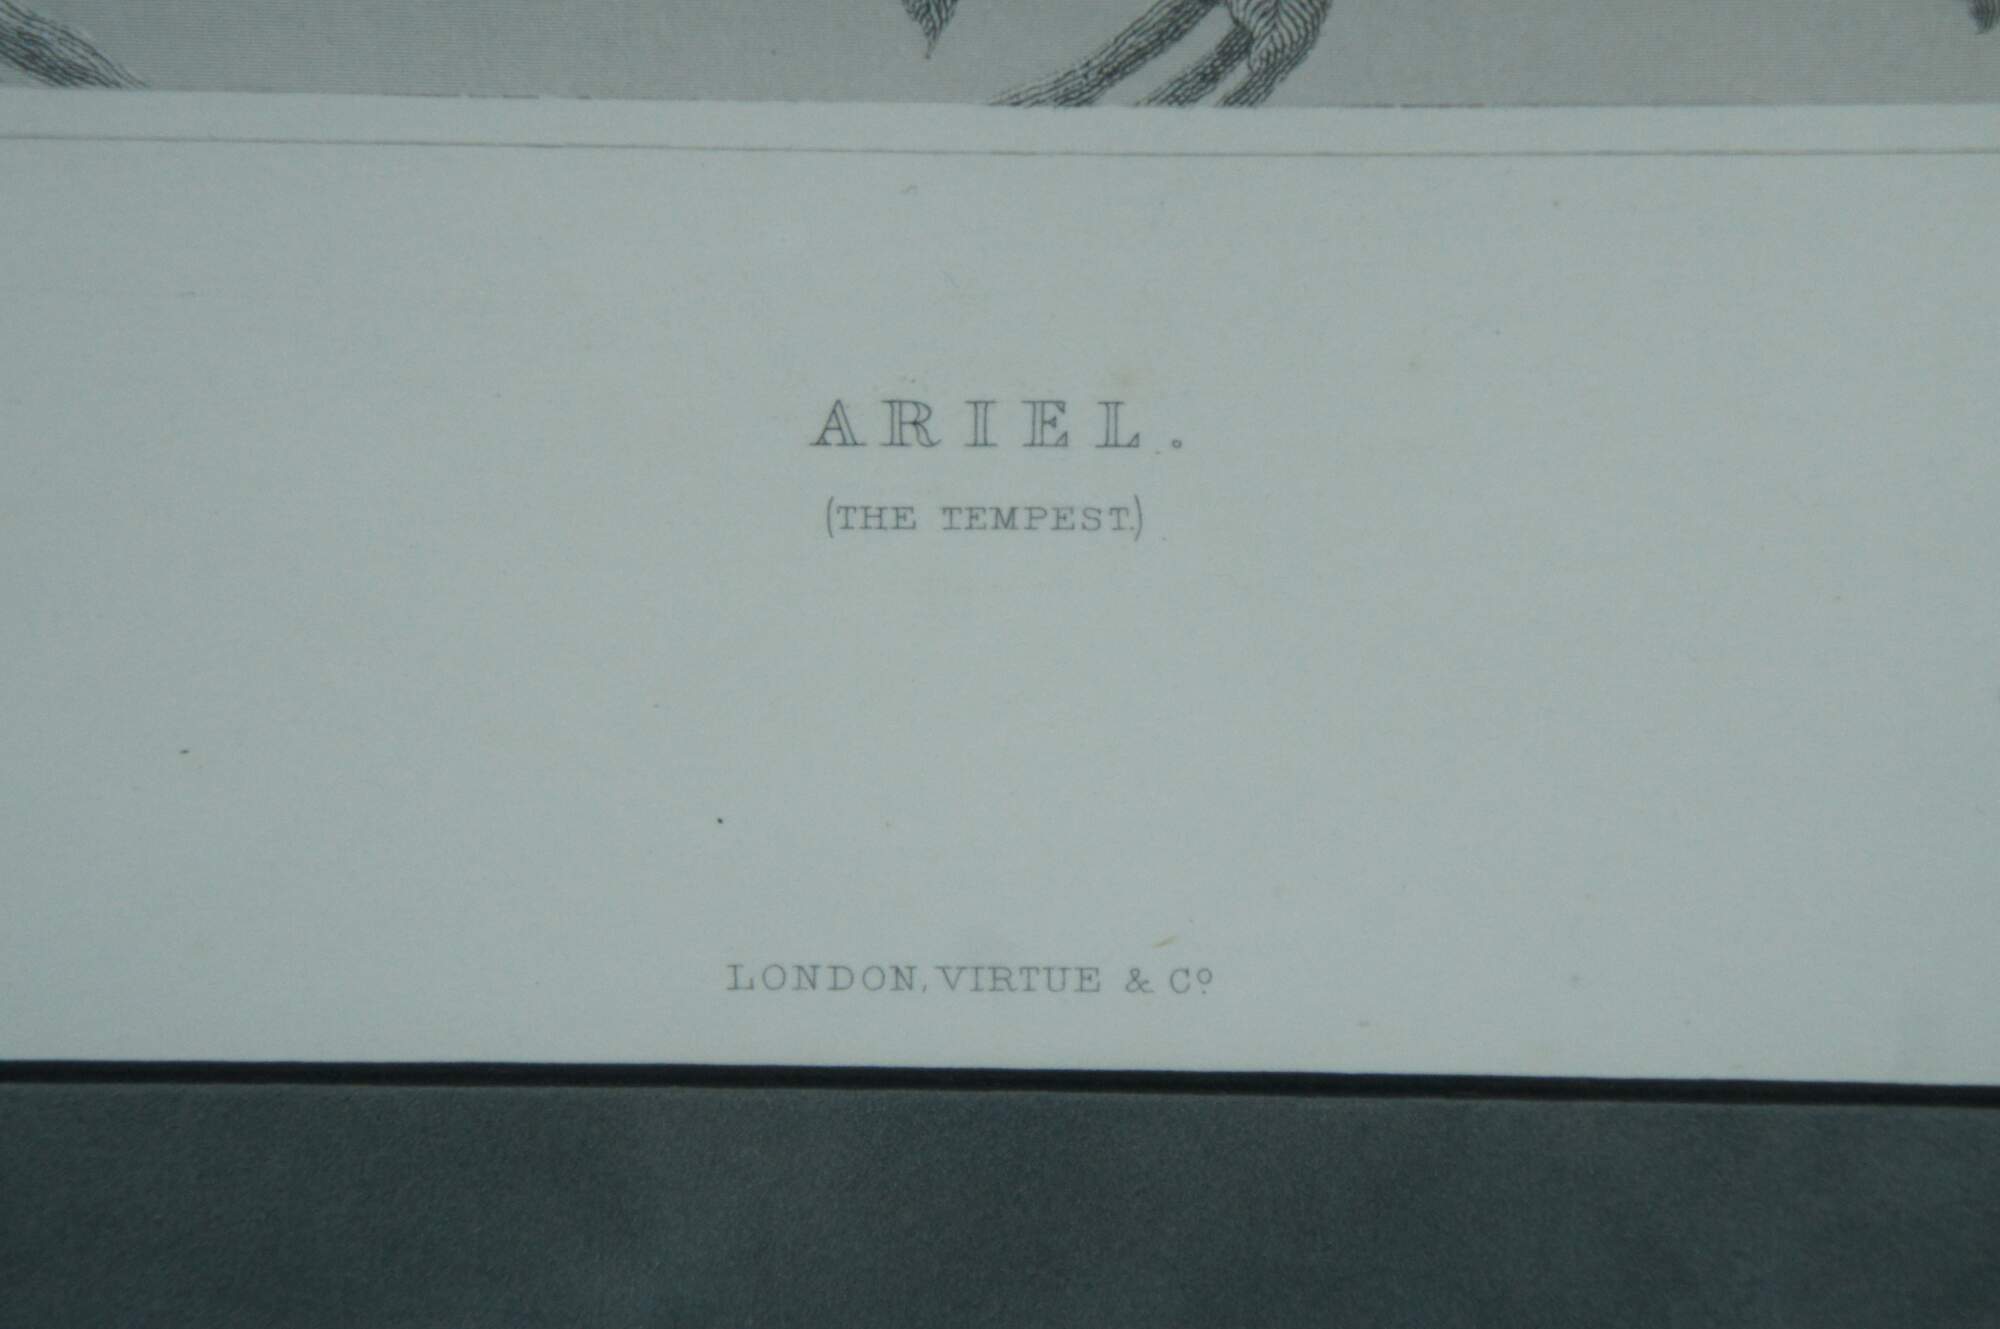 ARIEL.
(THE TEMPEST.)
LONDON, VIRTUE & Cº